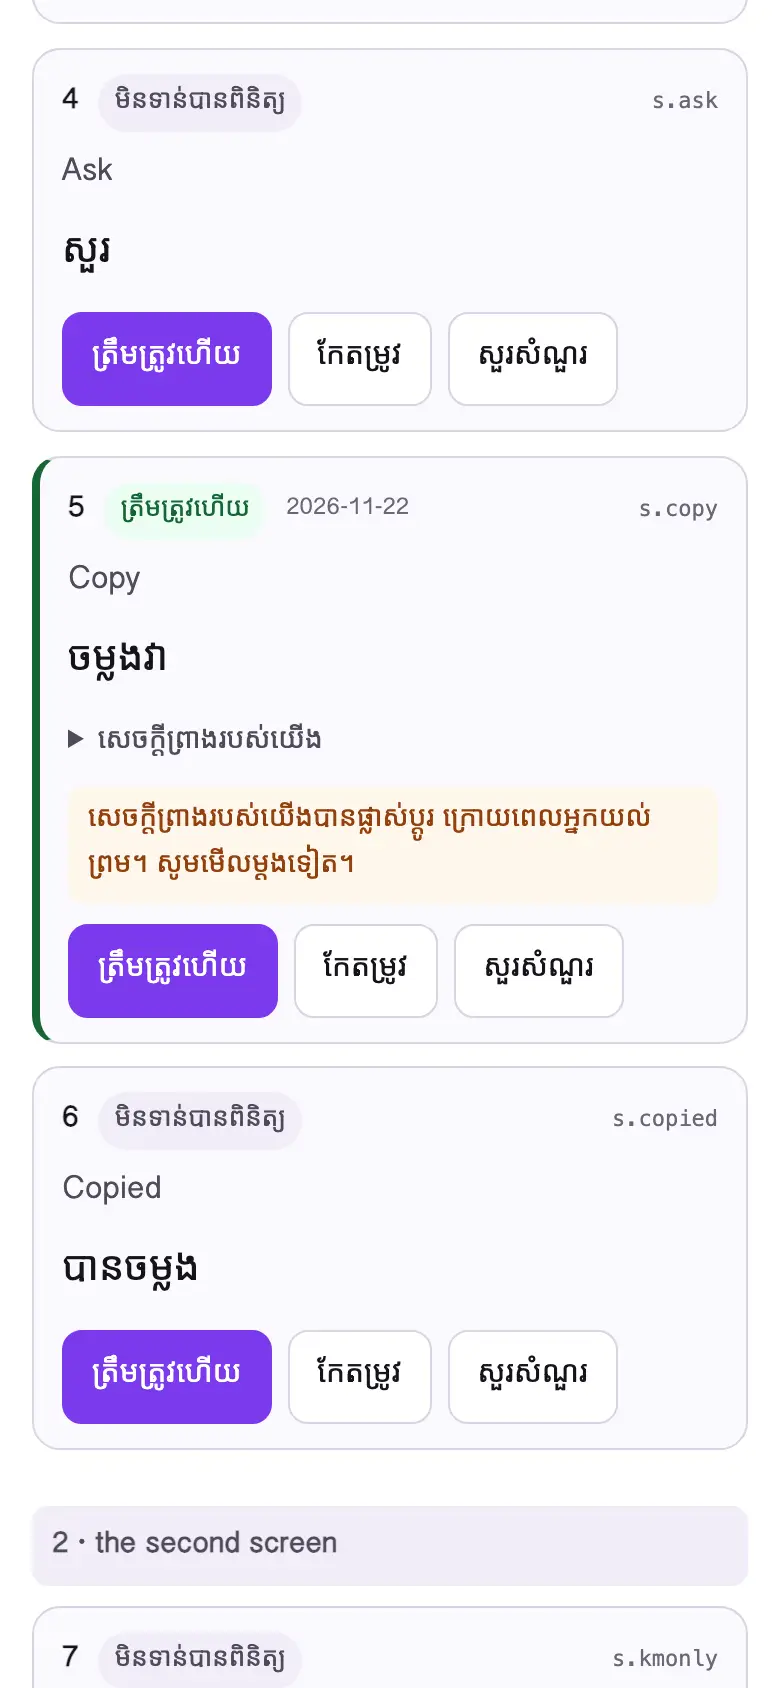 4 មិនទាន់បានពិនិត្យ s.ask
Ask
សួរ
ត្រឹមត្រូវហើយ កែតម្រូវ សួរសំណួរ
5 ត្រឹមត្រូវហើយ 2026-11-22 s.copy
Copy
ចម្លងវា
▶ សេចក្តីព្រាងរបស់យើង
សេចក្តីព្រាងរបស់យើងបានផ្លាស់ប្តូរ ក្រោយពេលអ្នកយល់
ព្រម។ សូមមើលម្តងទៀត។
ត្រឹមត្រូវហើយ កែតម្រូវ សួរសំណួរ
6 មិនទាន់បានពិនិត្យ s.copied
Copied
បានចម្លង
ត្រឹមត្រូវហើយ កែតម្រូវ សួរសំណួរ
2 · the second screen
7 មិនទាន់បានពិនិត្យ s.kmonly